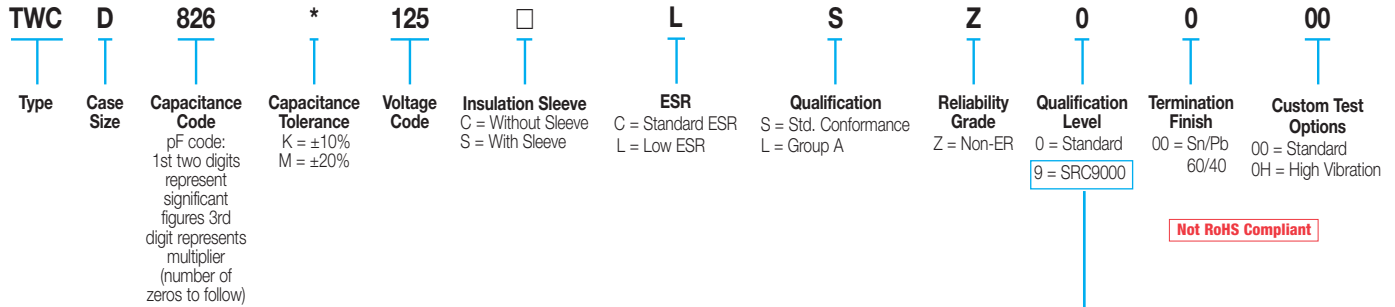 TWC D 826 * 125 □ L S Z 0 0 00
Type
Case
Size
Capacitance
Code
pF code:
1st two digits
represent
significant
figures 3rd
digit represents
multiplier
(number of
zeros to follow)
Capacitance
Tolerance
K = ±10%
M = ±20%
Voltage
Code
Insulation Sleeve
C = Without Sleeve
S = With Sleeve
ESR
C = Standard ESR
L = Low ESR
Qualification
S = Std. Conformance
L = Group A
Reliability
Grade
Z = Non-ER
Qualification
Level
0 = Standard
9 = SRC9000
Termination
Finish
00 = Sn/Pb
60/40
Custom Test
Options
00 = Standard
0H = High Vibration
Not RoHS Compliant